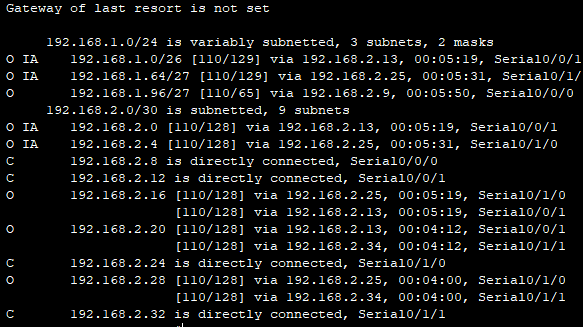 Gateway of last resort is not set
192.168.1.0/24 is variably subnetted, 3 subnets, 2 masks
O IA 192.168.1.0/26 [110/129] via 192.168.2.13, 00:05:19, Serial0/0/1
O IA 192.168.1.64/27 [110/129] via 192.168.2.25, 00:05:31, Serial0/1/
O 192.168.1.96/27 [110/65] via 192.168.2.9, 00:05:50, Serial0/0/0
192.168.2.0/30 is subnetted, 9 subnets
O IA 192.168.2.0 [110/128] via 192.168.2.13, 00:05:19, Serial0/0/1
O IA 192.168.2.4 [110/128] via 192.168.2.25, 00:05:31, Serial0/1/0
C 192.168.2.8 is directly connected, Serial0/0/0
C 192.168.2.12 is directly connected, Serial0/0/1
O 192.168.2.16 [110/128] via 192.168.2.25, 00:05:19, Serial0/1/0
[110/128] via 192.168.2.13, 00:05:19, Serial0/0/1
O 192.168.2.20 [110/128] via 192.168.2.13, 00:04:12, Serial0/0/1
[110/128] via 192.168.2.34, 00:04:12, Serial0/1/1
C 192.168.2.24 is directly connected, Serial0/1/0
O 192.168.2.28 [110/128] via 192.168.2.25, 00:04:00, Serial0/1/0
[110/128] via 192.168.2.34, 00:04:00, Serial0/1/1
C 192.168.2.32 is directly connected, Serial0/1/1